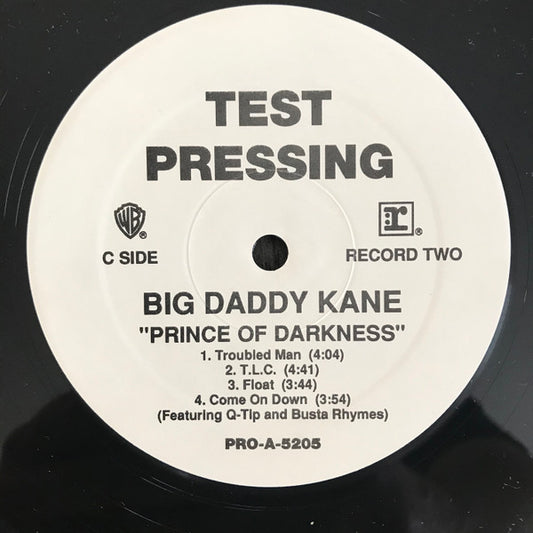 TEST
PRESSING
WB ® r ®
C SIDE RECORD TWO
BIG DADDY KANE
"PRINCE OF DARKNESS"
1. Troubled Man (4:04)
2. T.L.C. (4:41)
3. Float (3:44)
4. Come On Down (3:54)
(Featuring Q-Tip and Busta Rhymes)
PRO-A-5205